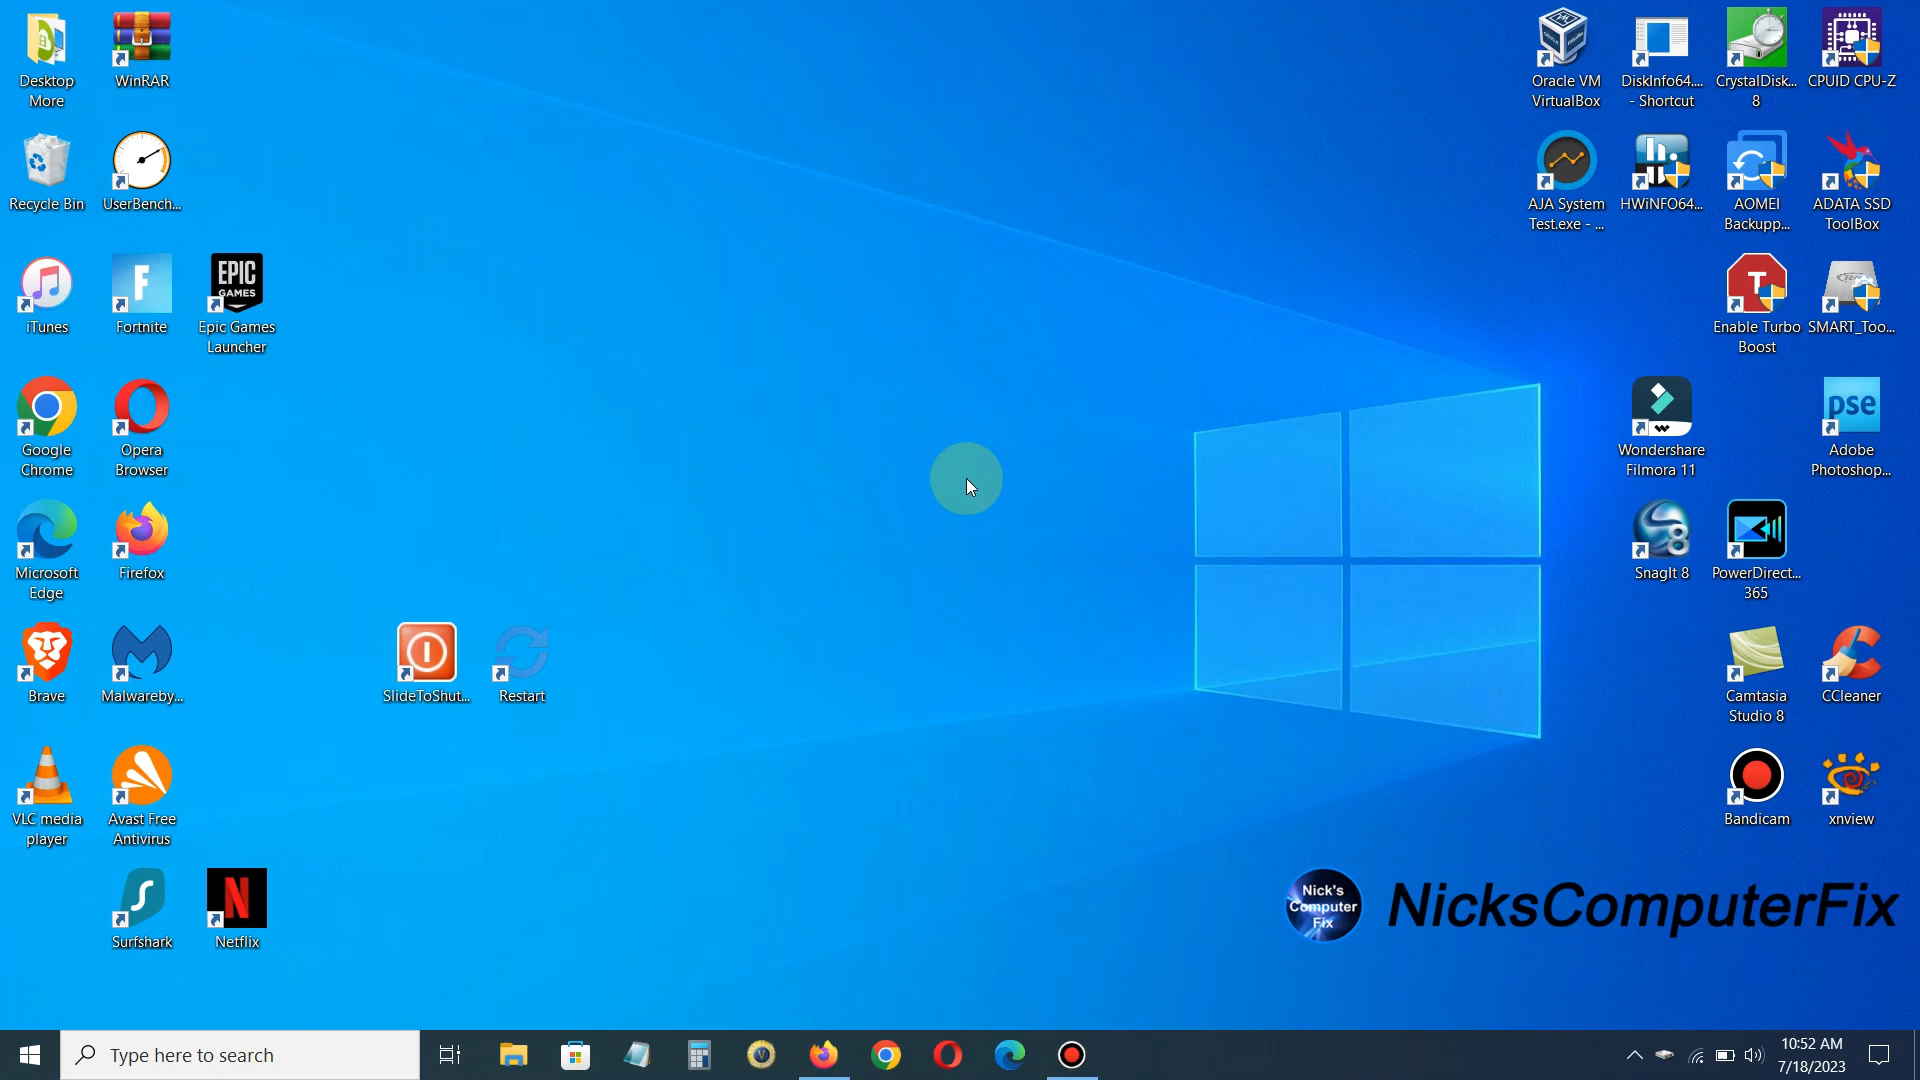 Desktop
More
WinRAR
Recycle Bin
UserBench...
iTunes
Fortnite
EPIC
GAMES
Epic Games
Launcher
Google
Chrome
Opera
Browser
Microsoft
Edge
Firefox
Brave
Malwareby...
SlideToShut...
Restart
VLC media
player
Avast Free
Antivirus
Surfshark
Netflix
Oracle VM
VirtualBox
DiskInfo64....
- Shortcut
CrystalDisk...
8
CPUID CPU-Z
AJA System
Test.exe - ...
HWiNFO64...
AOMEI
Backupp...
ADATA SSD
ToolBox
Enable Turbo
Boost
SMART_Too...
Wondershare
Filmora 11
pse
Adobe
Photoshop...
SnagIt 8
PowerDirect...
365
Camtasia
Studio 8
CCleaner
Bandicam
xnview
Nick's
Computer
Fix
NicksComputerFix
Type here to search
10:52 AM
7/18/2023